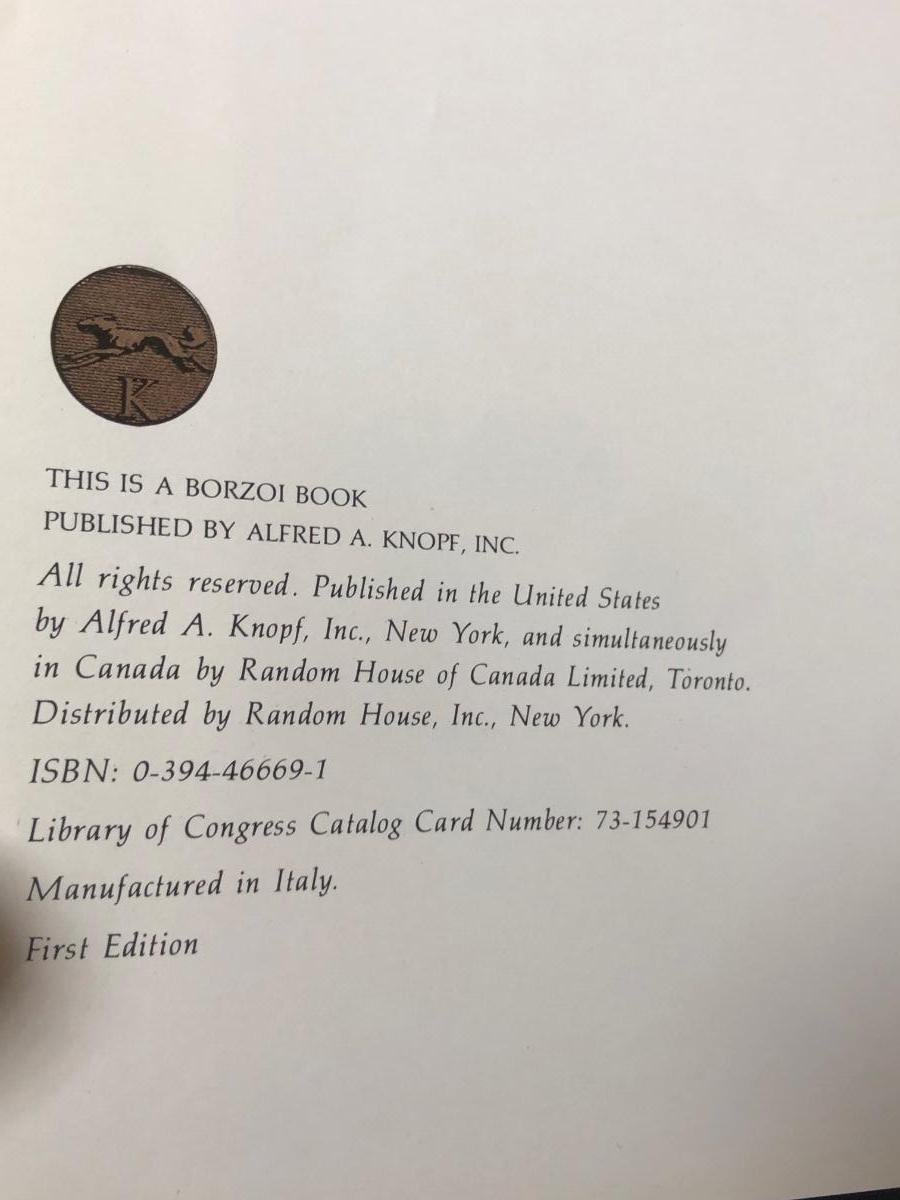 K
THIS IS A BORZOI BOOK
PUBLISHED BY ALFRED A. KNOPF, INC.
All rights reserved. Published in the United States
by Alfred A. Knopf, Inc., New York, and simultaneously
in Canada by Random House of Canada Limited, Toronto.
Distributed by Random House, Inc., New York.
ISBN: 0-394-46669-1
Library of Congress Catalog Card Number: 73-154901
Manufactured in Italy.
First Edition